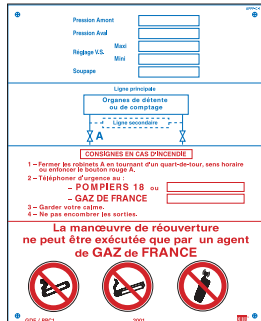 Pression Amont
Pression Aval
Réglage V.S.
Maxi
Mini
Soupape
Ligne principale
Organes de détente
ou de comptage
Ligne secondaire
A
CONSIGNES EN CAS D'INCENDIE
1 – Fermer les robinets A en tournant d'un quart-de-tour, sens horaire
ou enfoncer le bouton rouge A.
2 – Téléphoner d'urgence au :
– POMPIERS 18 ou
– GAZ DE FRANCE
3 – Garder votre calme.
4 – Ne pas encombrer les sorties.
La manœuvre de réouverture
ne peut être exécutée que par un agent
de GAZ de FRANCE